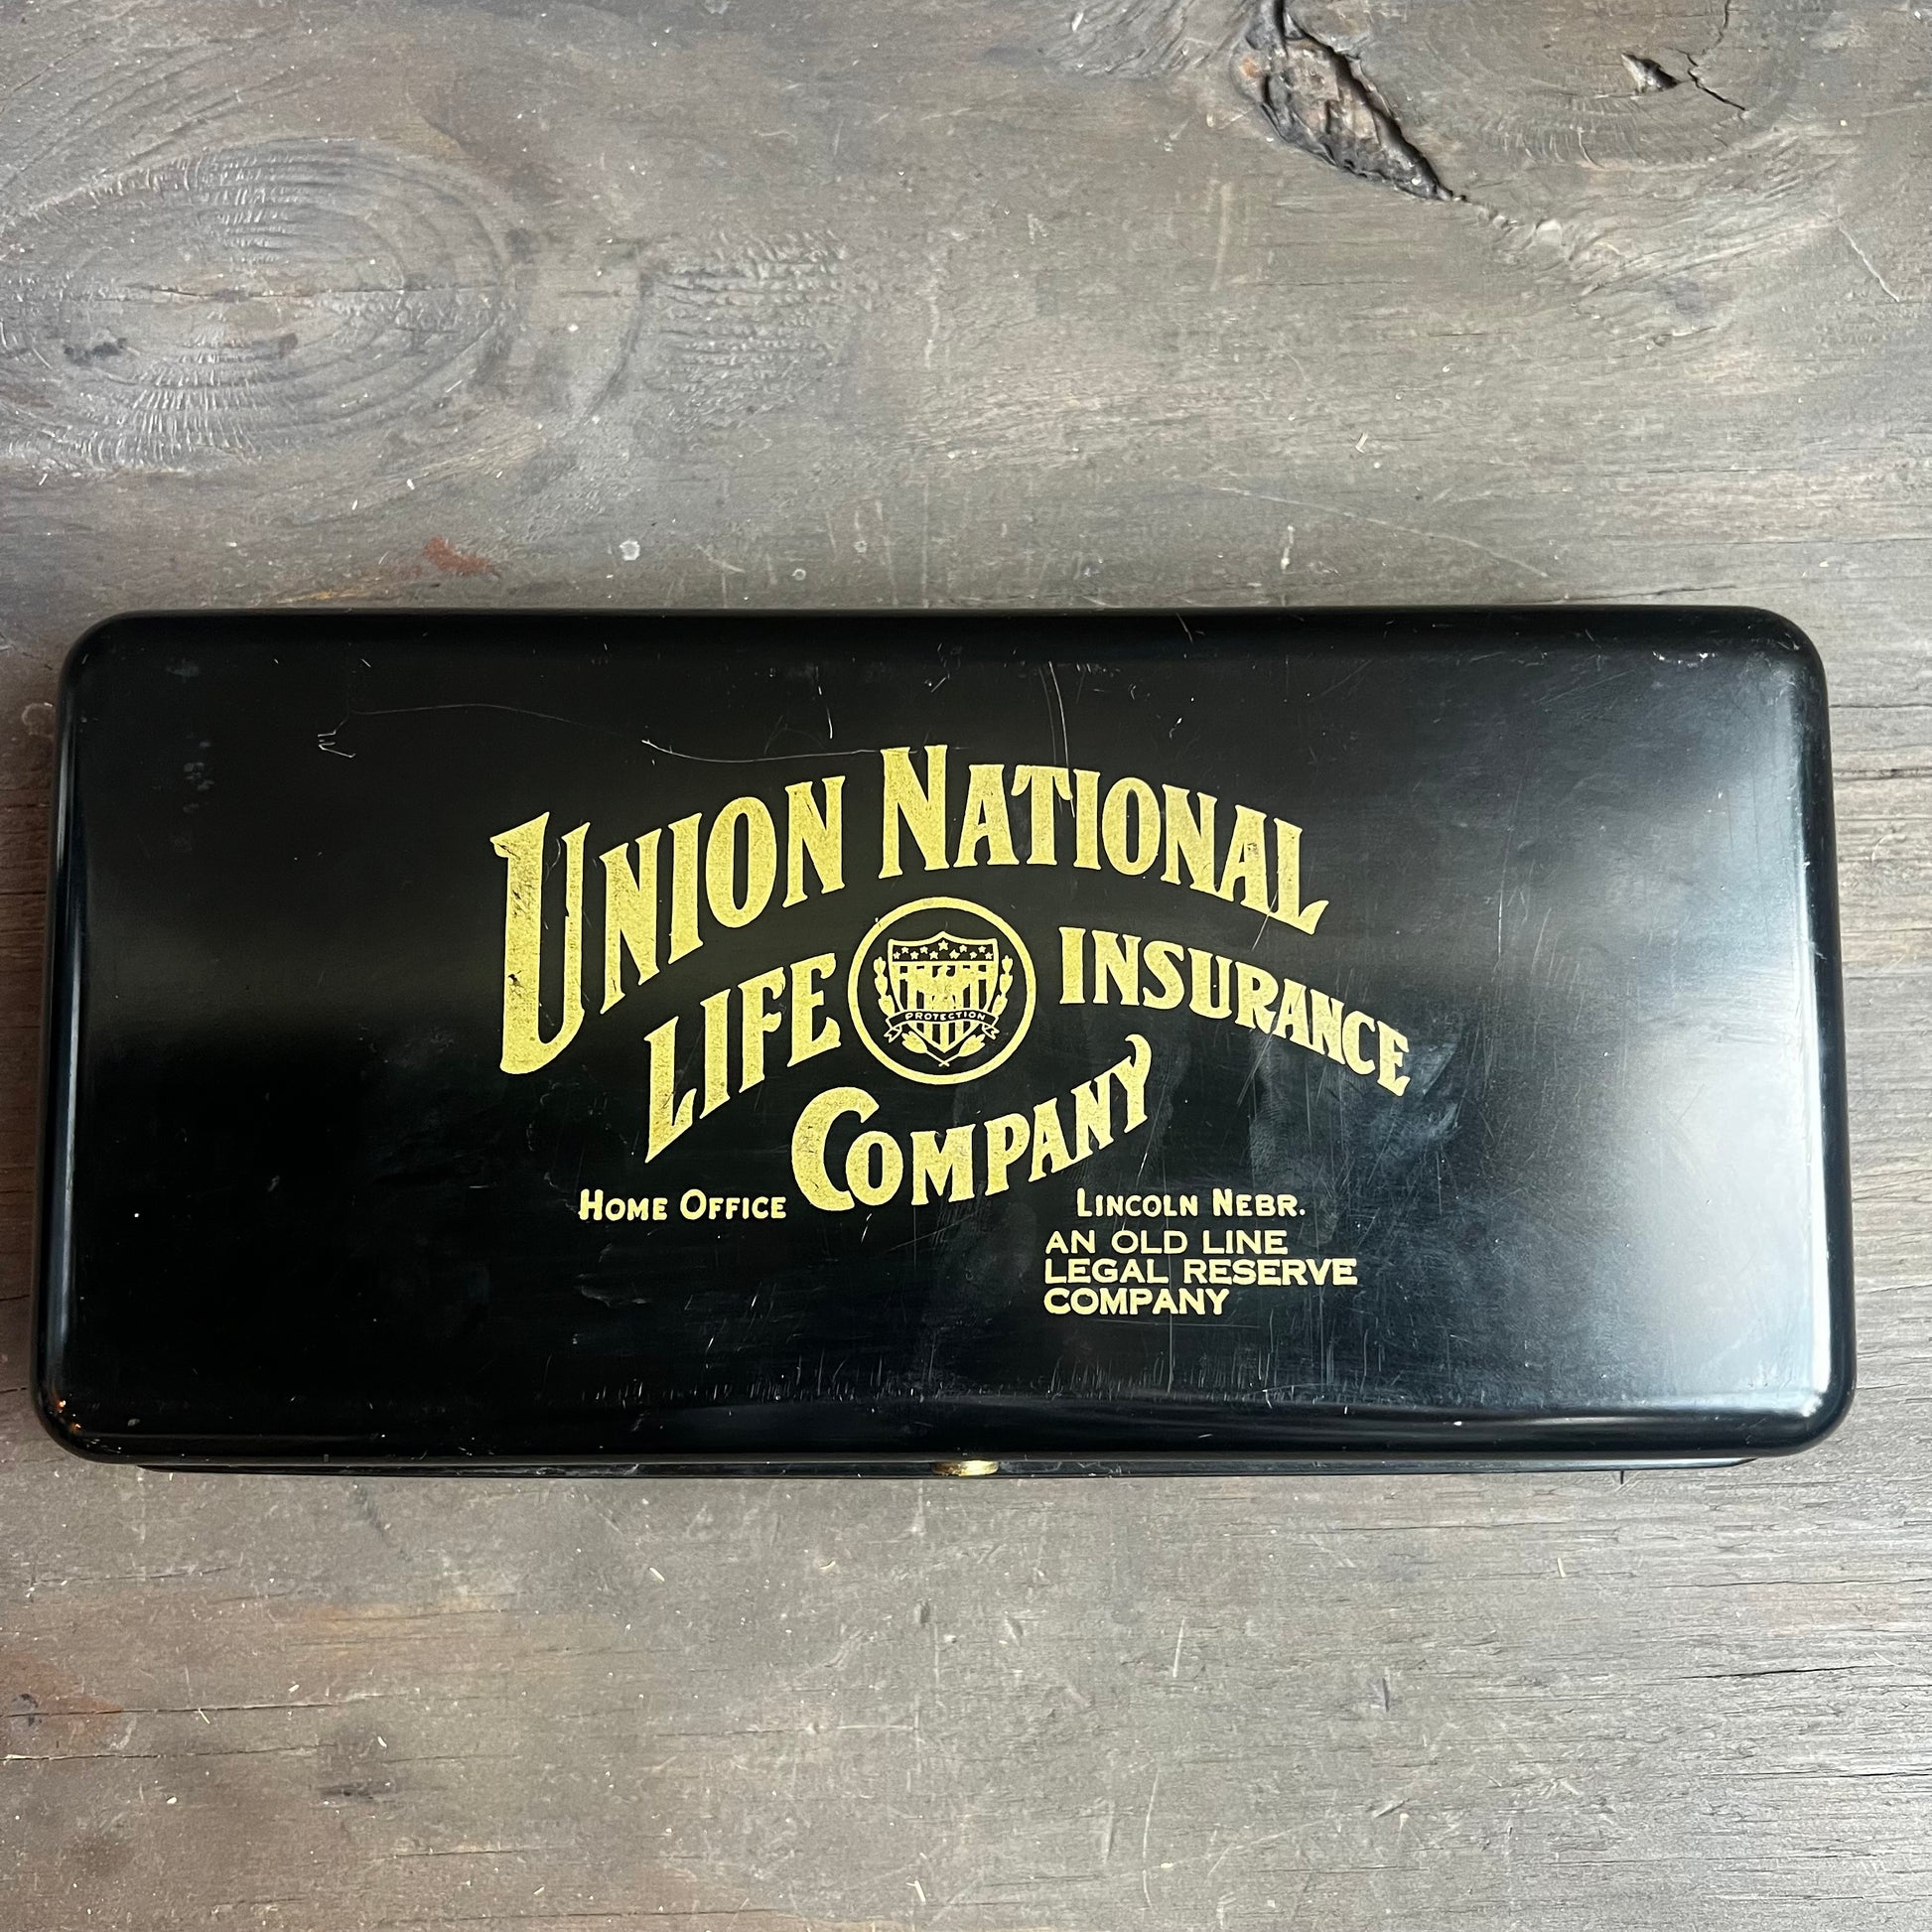 UNION NATIONAL
LIFE INSURANCE
PROTECTION
COMPANY
HOME OFFICE LINCOLN NEBR.
AN OLD LINE
LEGAL RESERVE
COMPANY